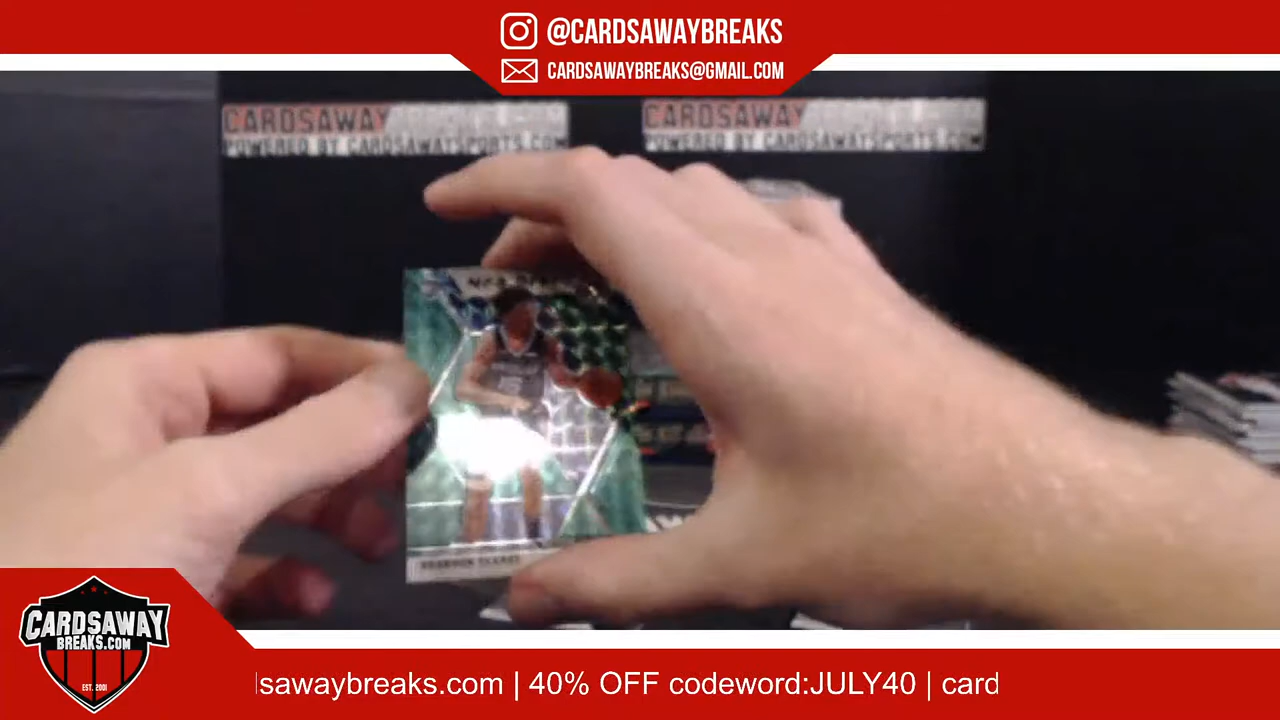 @CARDSAWAYBREAKS
CARDSAWAYBREAKS@GMAIL.COM
CARDSAWAY
CARDSAWAY
POWERED BY CARDSAWAYSPORTS.COM
POWERED BY CARDSAWAYSPORTS.COM
CARDSAWAY
BREAKS.COM
EST. 2001
lsawaybreaks.com | 40% OFF codeword:JULY40 | card